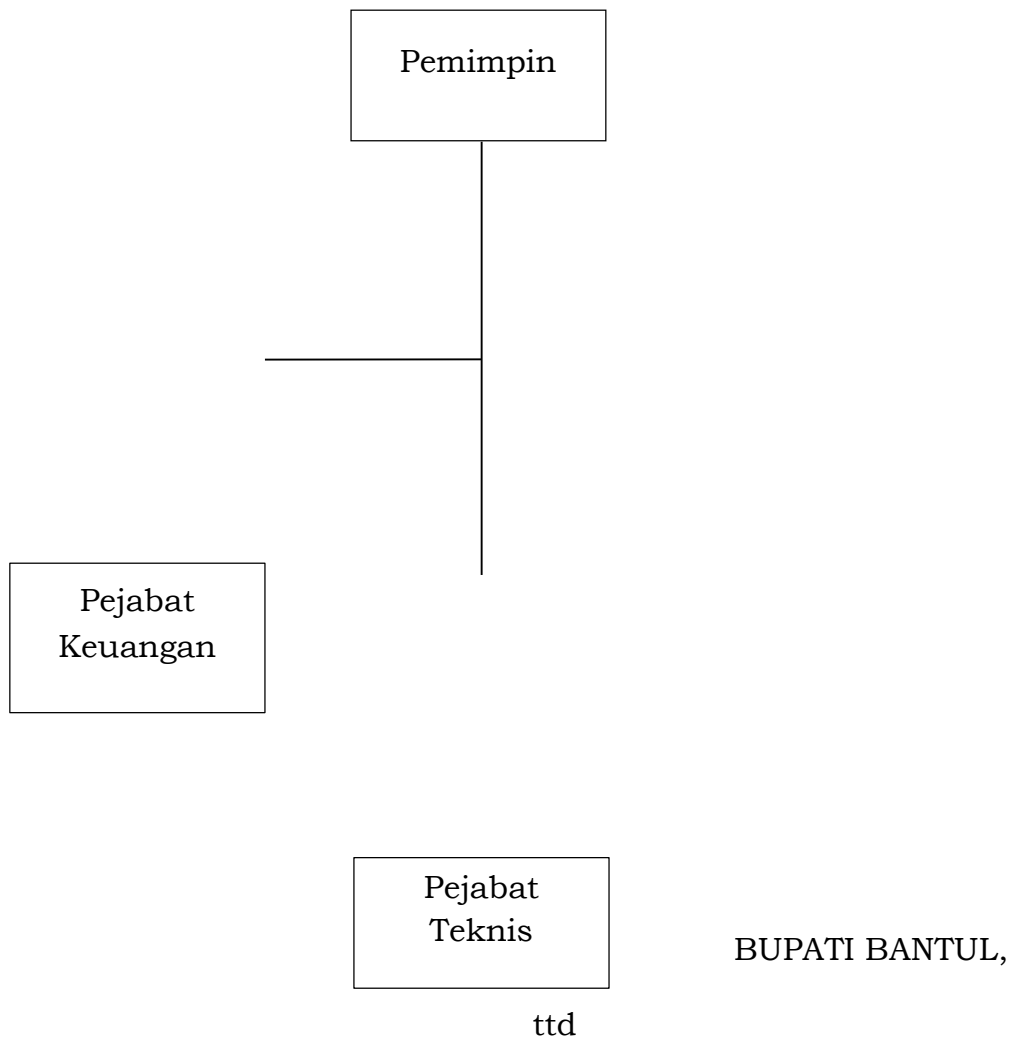 Pemimpin
Pejabat
Keuangan
Pejabat
Teknis
BUPATI BANTUL,
ttd